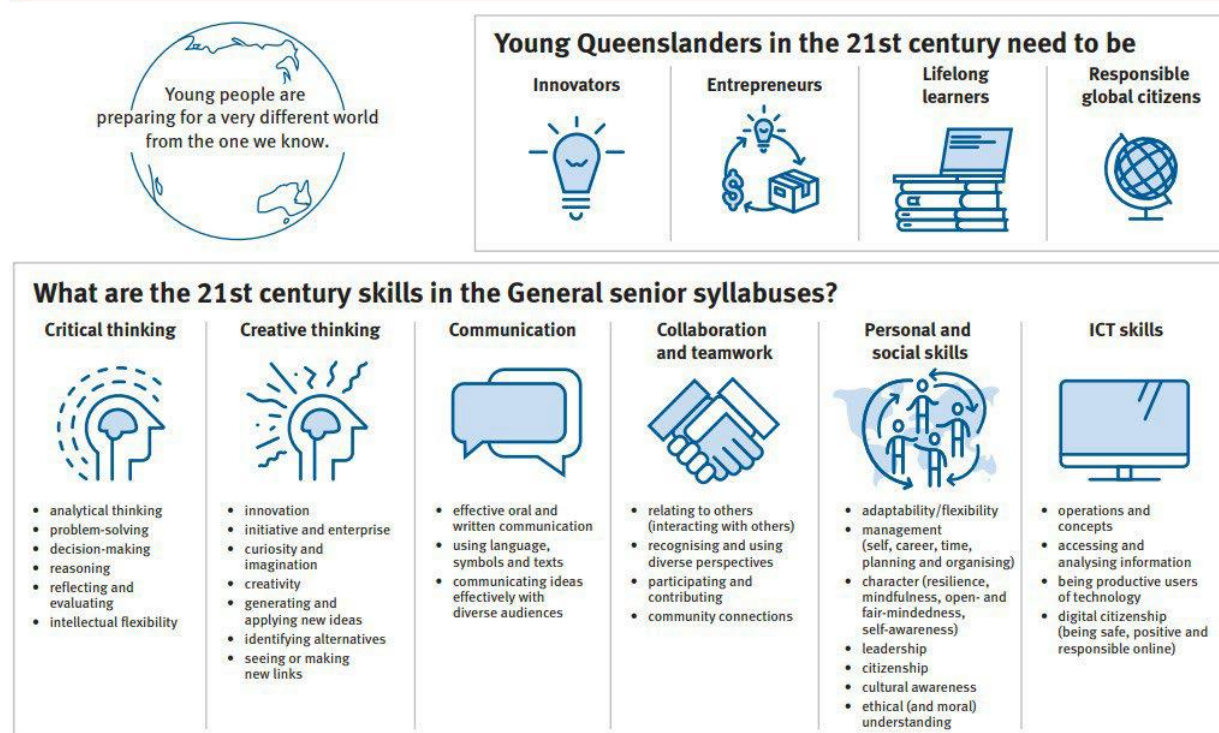 Young people are
preparing for a very different world
from the one we know.
Young Queenslanders in the 21st century need to be
Innovators
Entrepreneurs
Lifelong
learners
Responsible
global citizens
What are the 21st century skills in the General senior syllabuses?
Critical thinking
• analytical thinking
• problem-solving
• decision-making
• reasoning
• reflecting and
evaluating
• intellectual flexibility
Creative thinking
• innovation
• initiative and enterprise
• curiosity and
imagination
• creativity
• generating and
applying new ideas
• identifying alternatives
• seeing or making
new links
Communication
• effective oral and
written communication
• using language,
symbols and texts
• communicating ideas
effectively with
diverse audiences
Collaboration
and teamwork
• relating to others
(interacting with others)
• recognising and using
diverse perspectives
• participating and
contributing
• community connections
Personal and
social skills
• adaptability/flexibility
• management
(self, career, time,
planning and organising)
• character (resilience,
mindfulness, open- and
fair-mindedness,
self-awareness)
• leadership
• citizenship
• cultural awareness
• ethical (and moral)
understanding
ICT skills
• operations and
concepts
• accessing and
analysing information
• being productive users
of technology
• digital citizenship
(being safe, positive and
responsible online)